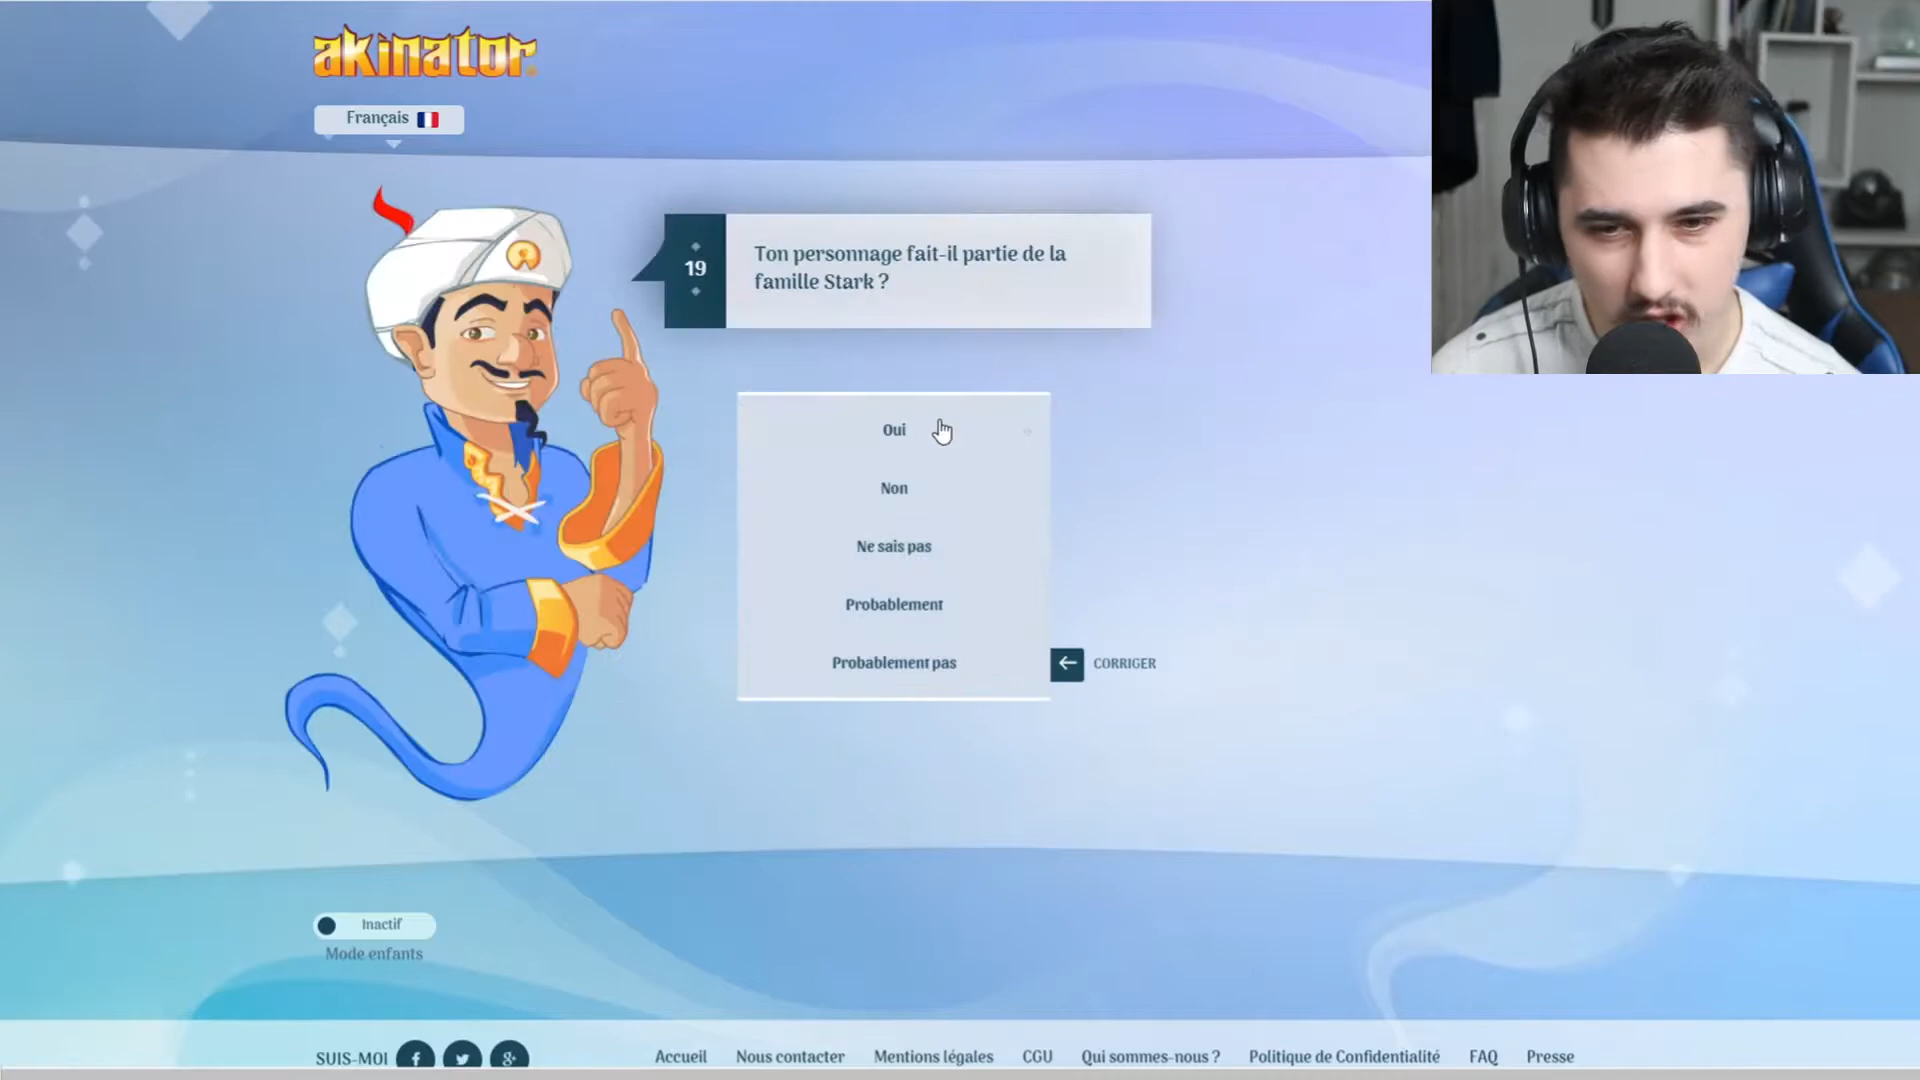 akinator
Français
19
Ton personnage fait-il partie de la
famille Stark ?
Oui
Non
Ne sais pas
Probablement
Probablement pas
CORRIGER
Inactif
Mode enfants
SUIS-MOI
Accueil
Nous contacter
Mentions légales
CGU
Qui sommes-nous ?
Politique de Confidentialité
FAQ
Presse